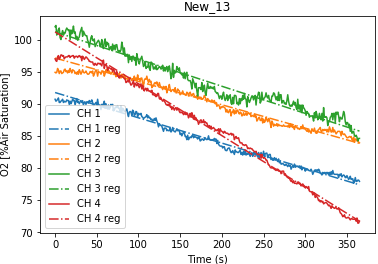 New_13
O2 [%Air Saturation]
100
95
90
85
80
75
70
CH 1
CH 1 reg
CH 2
CH 2 reg
CH 3
CH 3 reg
CH 4
CH 4 reg
0 50 100 150 200 250 300 350
Time (s)